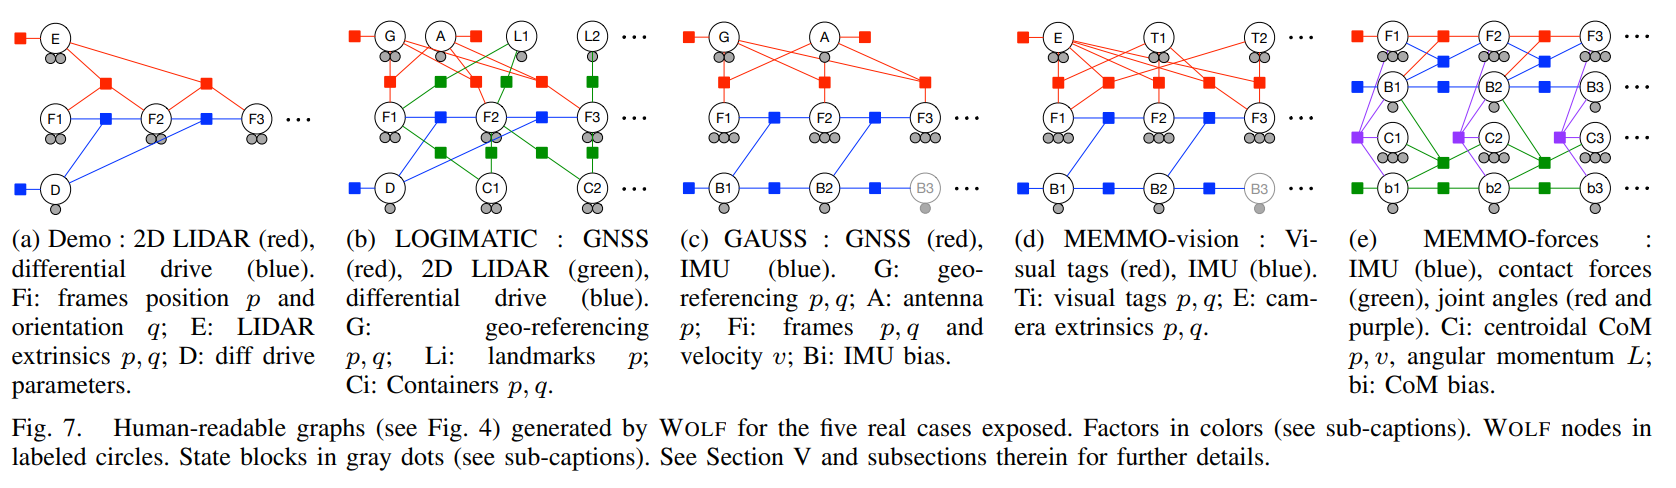 E
F1 F2 F3 ...
D
G A L1 L2 ...
F1 F2 F3
D C1 C2 ...
G A
F1 F2 F3
B1 B2 B3 ...
E T1 T2 ...
F1 F2 F3
B1 B2 B3 ...
F1 F2 F3 ...
B1 B2 B3 ...
C1 C2 C3 ...
b1 b2 b3 ...
(a) Demo : 2D LIDAR (red),
differential drive (blue).
Fi: frames position p and
orientation q; E: LIDAR
extrinsics p, q; D: diff drive
parameters.
(b) LOGIMATIC : GNSS
(red), 2D LIDAR (green),
differential drive (blue).
G: geo-referencing
p, q; Li: landmarks p;
Ci: Containers p, q.
(c) GAUSS : GNSS (red),
IMU (blue). G: geo-
referencing p, q; A: antenna
p; Fi: frames p, q and
velocity v; Bi: IMU bias.
(d) MEMMO-vision : Vi-
sual tags (red), IMU (blue).
Ti: visual tags p, q; E: cam-
era extrinsics p, q.
(e) MEMMO-forces :
IMU (blue), contact forces
(green), joint angles (red and
purple). Ci: centroidal CoM
p, v, angular momentum L;
bi: CoM bias.
Fig. 7. Human-readable graphs (see Fig. 4) generated by WOLF for the five real cases exposed. Factors in colors (see sub-captions). WOLF nodes in
labeled circles. State blocks in gray dots (see sub-captions). See Section V and subsections therein for further details.